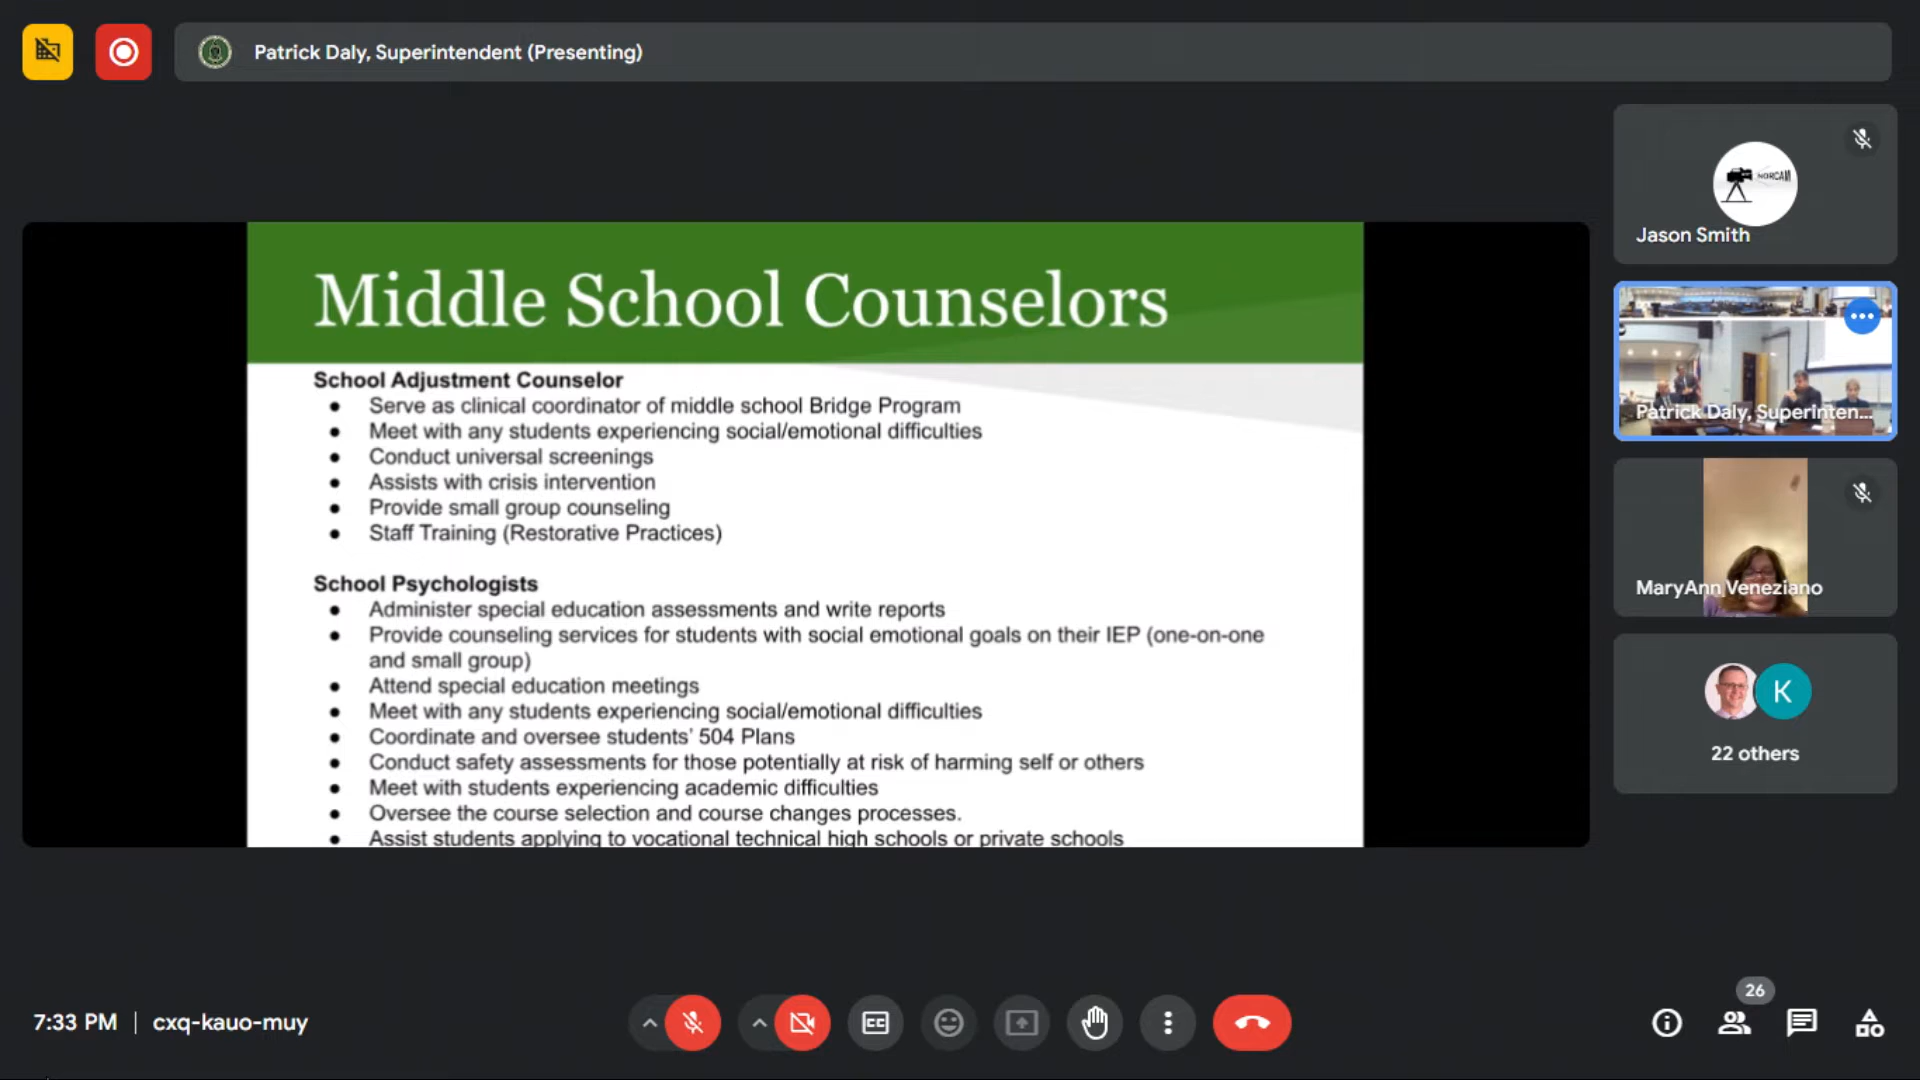 Patrick Daly, Superintendent (Presenting)
NORCAM
Jason Smith
Middle School Counselors
School Adjustment Counselor
● Serve as clinical coordinator of middle school Bridge Program
● Meet with any students experiencing social/emotional difficulties
● Conduct universal screenings
● Assists with crisis intervention
● Provide small group counseling
● Staff Training (Restorative Practices)
School Psychologists
● Administer special education assessments and write reports
● Provide counseling services for students with social emotional goals on their IEP (one-on-one
and small group)
● Attend special education meetings
● Meet with any students experiencing social/emotional difficulties
● Coordinate and oversee students’ 504 Plans
● Conduct safety assessments for those potentially at risk of harming self or others
● Meet with students experiencing academic difficulties
● Oversee the course selection and course changes processes.
● Assist students applying to vocational technical high schools or private schools
Patrick Daly, Superinten...
MaryAnn Veneziano
K
22 others
7:33 PM | cxq-kauo-muy
CC
26